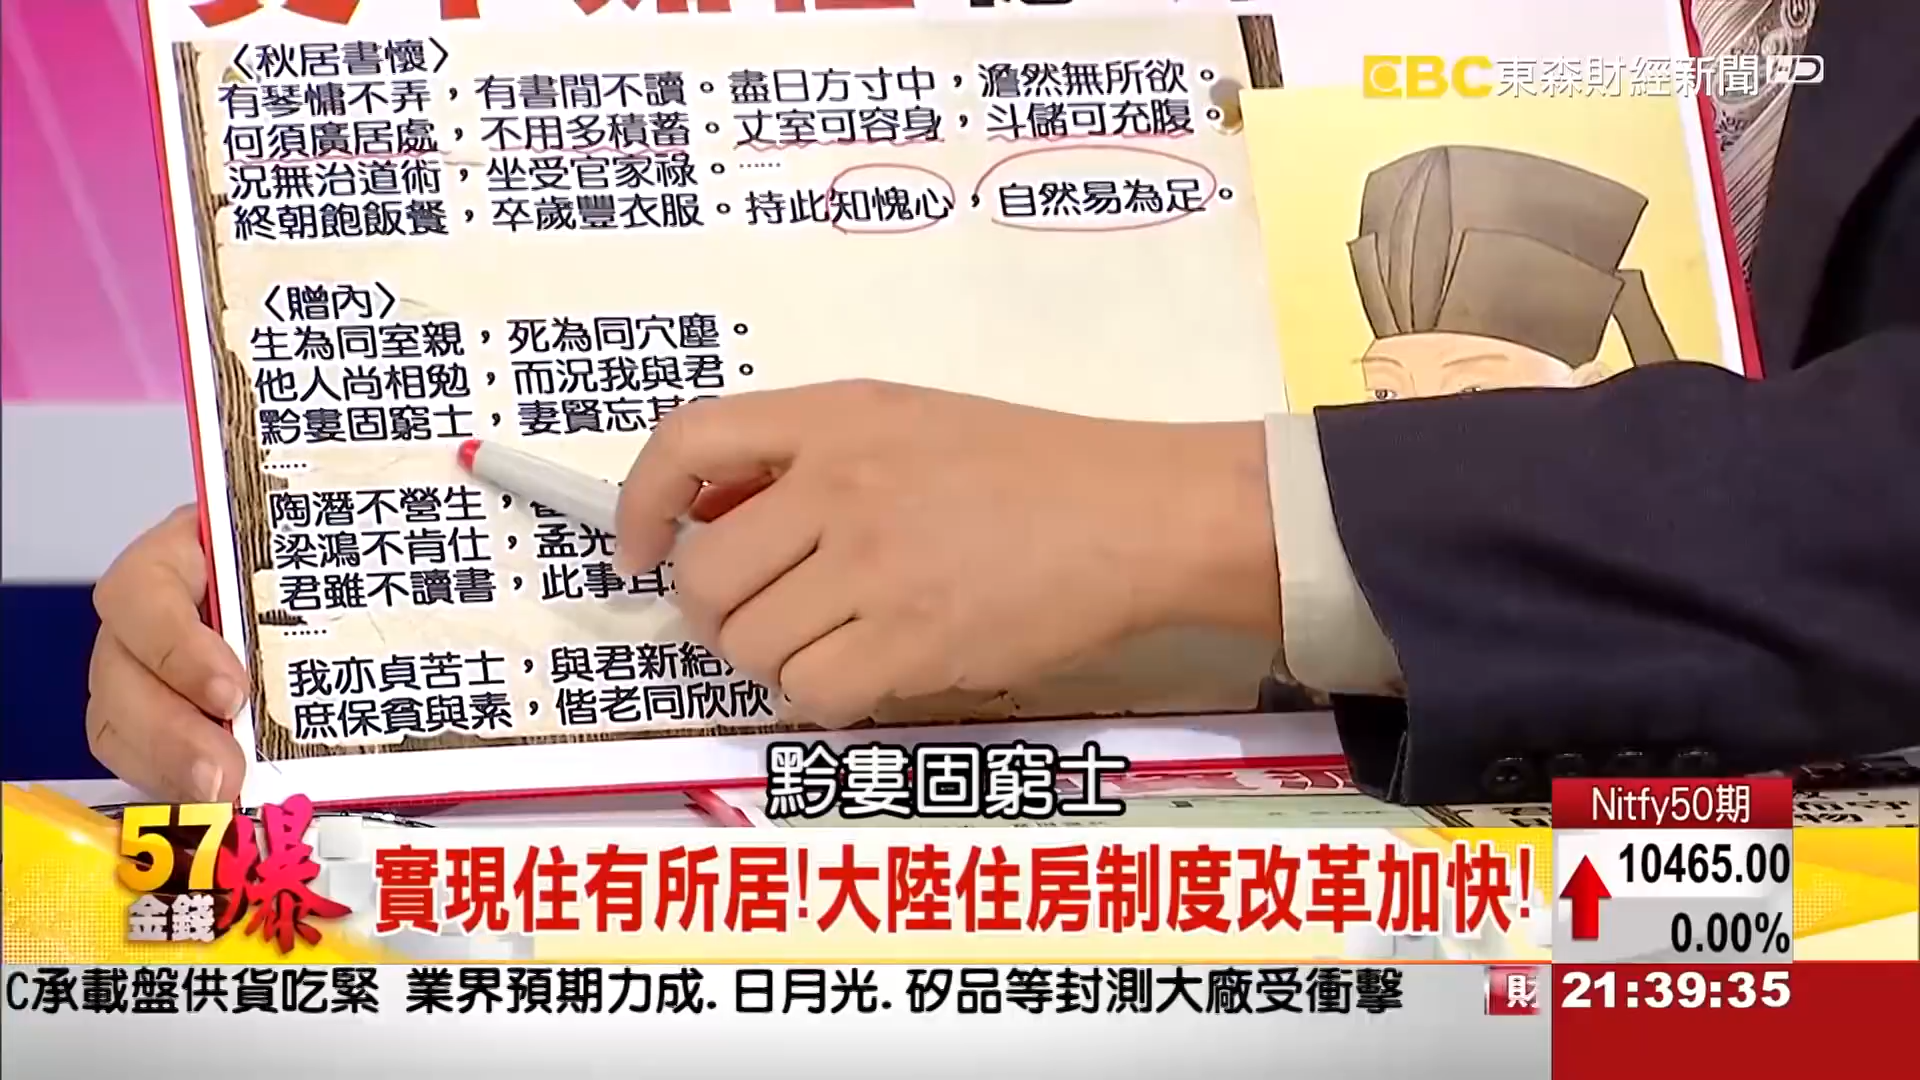 〈秋居書懷〉
有琴慵不弄，有書閒不讀。盡日方寸中，澹然無所欲。
何須廣居處，不用多積蓄。丈室可容身，斗儲可充腹。
況無治道術，坐受官家祿。……
終朝飽飯餐，卒歲豐衣服。持此知愧心，自然易為足。
〈贈內〉
生為同室親，死為同穴塵。
他人尚相勉，而況我與君。
黔婁固窮士，妻賢忘其
……
陶潛不營生，
梁鴻不肯仕，孟光
君雖不讀書，此事耳
……
我亦貞苦士，與君新結
庶保貧與素，偕老同欣欣。
EBC東森財經新聞HD
黔婁固窮士
57金錢爆
實現住有所居!大陸住房制度改革加快!
Nitfy50期
10465.00
0.00%
C承載盤供貨吃緊 業界預期力成.日月光.矽品等封測大廠受衝擊
財
21:39:35